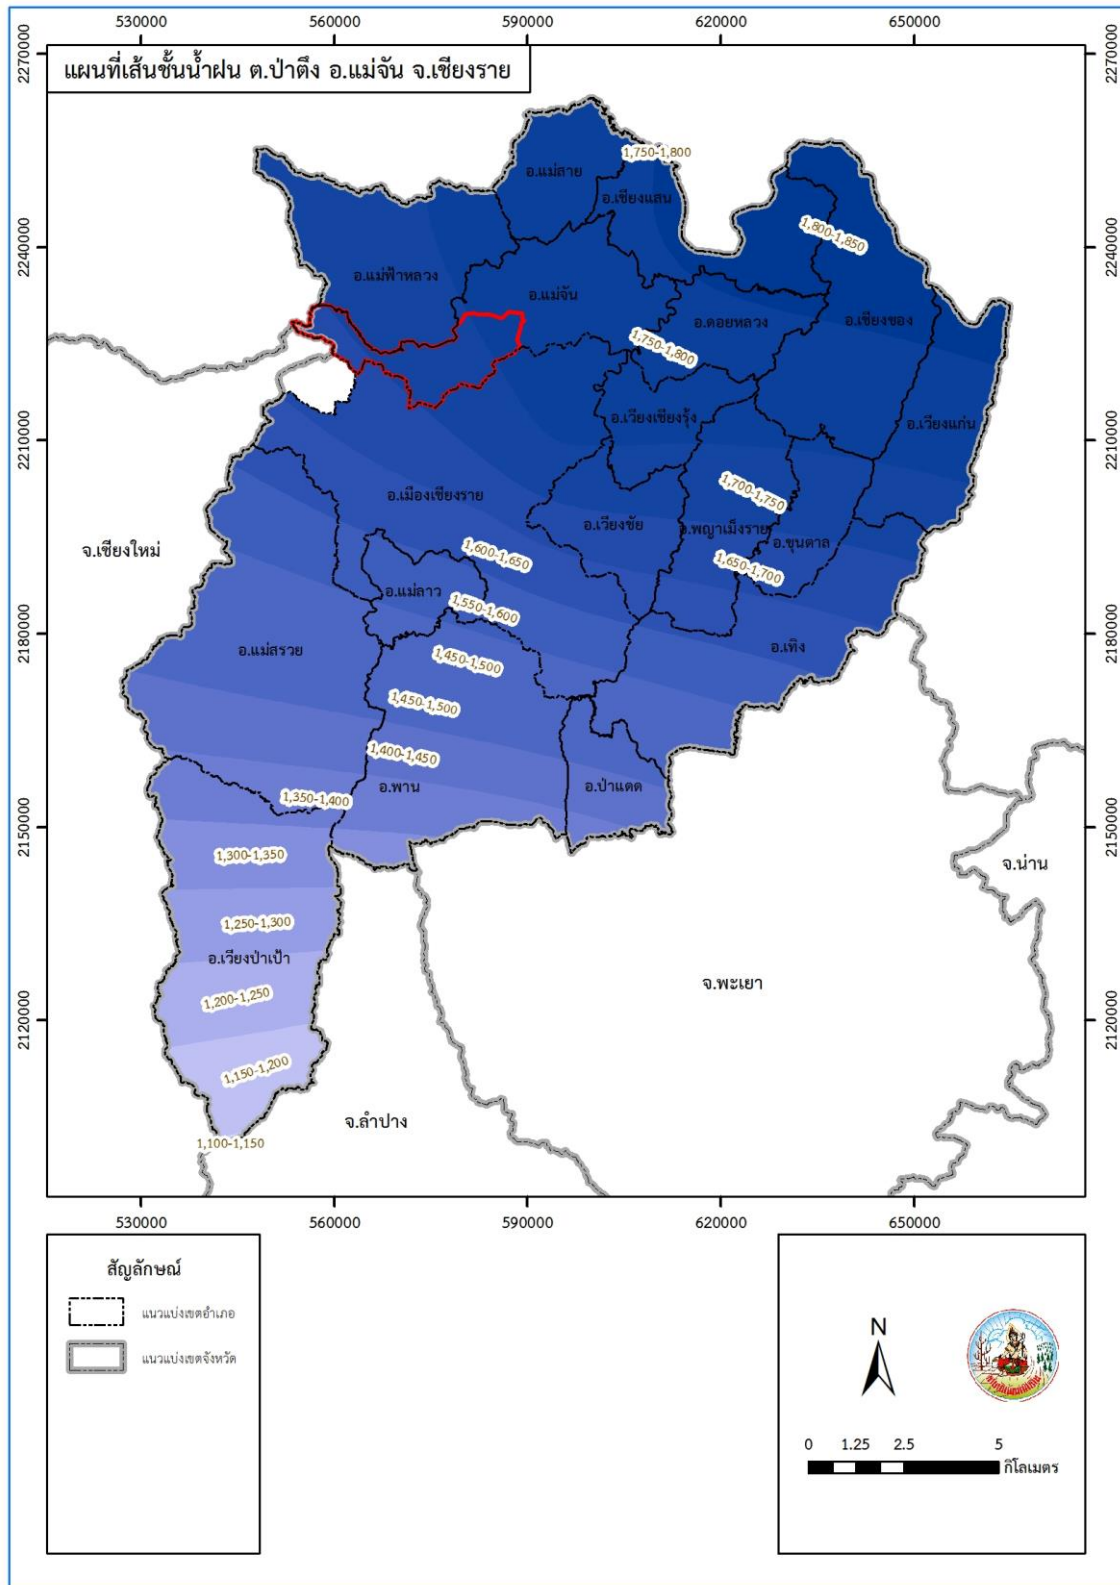 530000 560000 590000 620000 650000
2270000 2270000
แผนที่เส้นชั้นน้ำฝน ต.ป่าตึง อ.แม่จัน จ.เชียงราย
1,750-1,800
อ.แม่สาย
อ.เชียงแสน
1,800-1,850
2240000 2240000
อ.แม่ฟ้าหลวง
อ.แม่จัน
อ.ดอยหลวง
อ.เชียงของ
1,750-1,800
อ.เวียงเชียงรุ้ง
อ.เวียงแก่น
2210000 2210000
อ.เมืองเชียงราย
1,700-1,750
อ.เวียงชัย
อ.พญาเม็งราย
อ.ขุนตาล
จ.เชียงใหม่
1,600-1,650
1,650-1,700
อ.แม่ลาว
1,550-1,600
2180000 2180000
อ.แม่สรวย
อ.เทิง
1,450-1,500
1,450-1,500
1,400-1,450
อ.พาน
อ.ป่าแดด
1,350-1,400
2150000 2150000
1,300-1,350
จ.น่าน
1,250-1,300
อ.เวียงป่าเป้า
จ.พะเยา
1,200-1,250
2120000 2120000
1,150-1,200
จ.ลำปาง
1,100-1,150
530000 560000 590000 620000 650000
สัญลักษณ์
แนวแบ่งเขตอำเภอ
แนวแบ่งเขตจังหวัด
N
0 1.25 2.5 5
กิโลเมตร